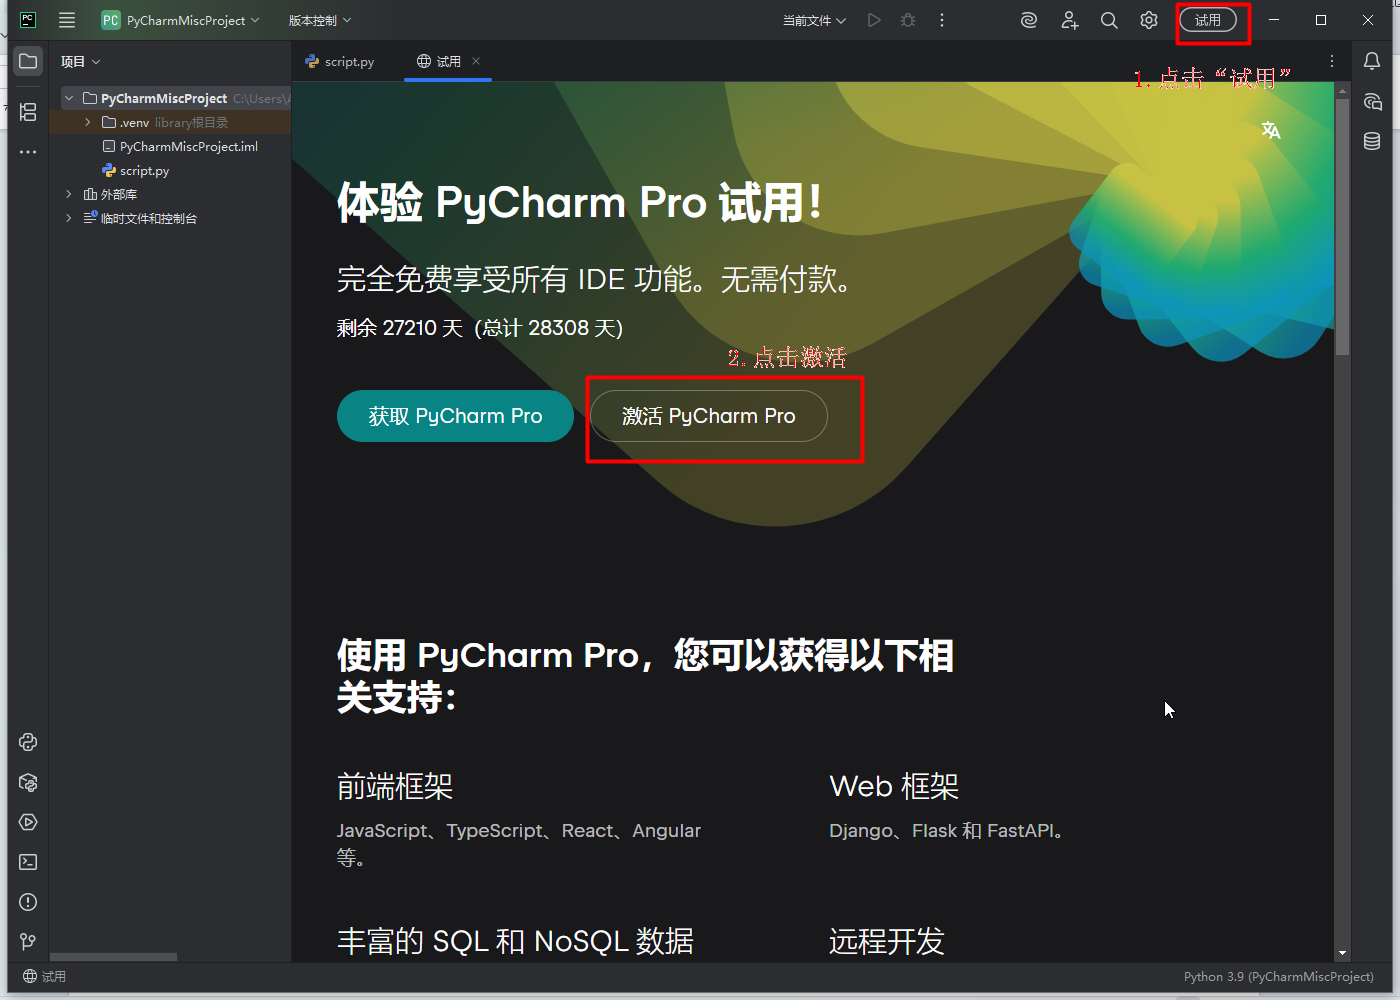 PC
PC PyCharmMiscProject
版本控制
当前文件
试用
项目
script.py
试用
1. 点击 “试用”
PyCharmMiscProject C:\Users\
.venv library根目录
PyCharmMiscProject.iml
script.py
外部库
临时文件和控制台
体验 PyCharm Pro 试用！
完全免费享受所有 IDE 功能。无需付款。
剩余 27210 天（总计 28308 天）
2. 点击激活
获取 PyCharm Pro
激活 PyCharm Pro
使用 PyCharm Pro，您可以获得以下相
关支持：
前端框架
JavaScript、TypeScript、React、Angular
等。
Web 框架
Django、Flask 和 FastAPI。
丰富的 SQL 和 NoSQL 数据
远程开发
试用
Python 3.9 (PyCharmMiscProject)